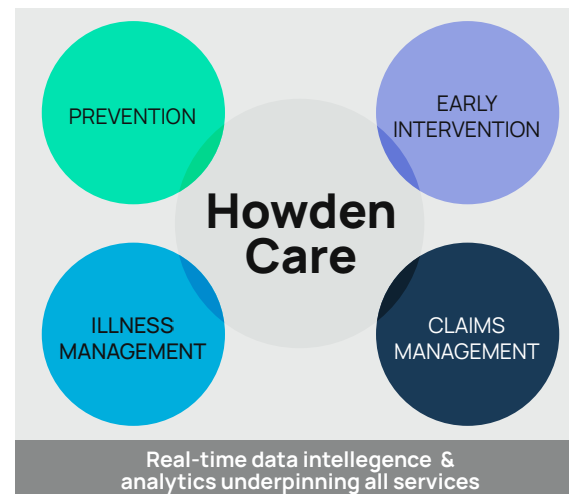 PREVENTION
EARLY
INTERVENTION
Howden
Care
ILLNESS
MANAGEMENT
CLAIMS
MANAGEMENT
Real-time data intellegence &
analytics underpinning all services